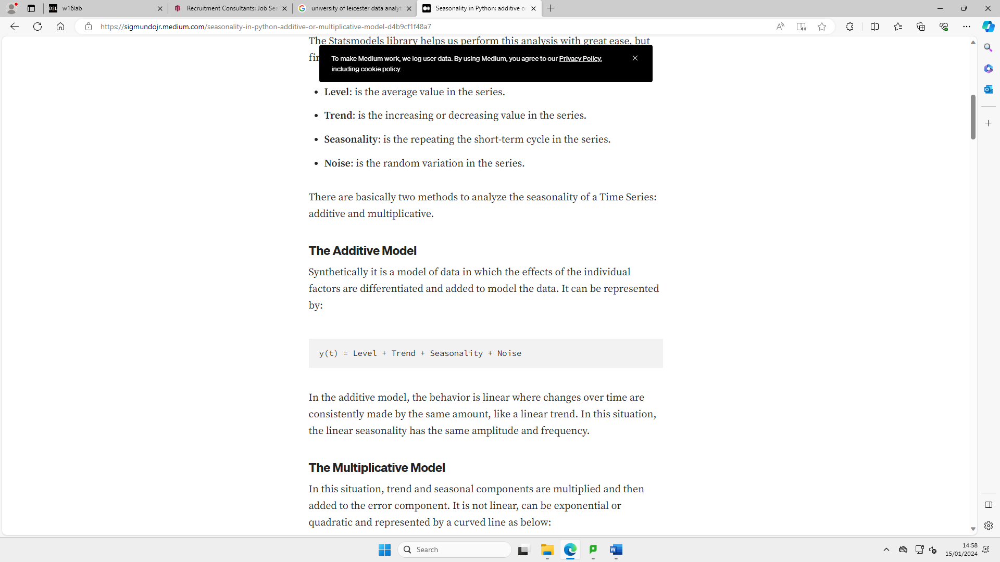 w16lab
Recruitment Consultants: Job Sea
university of leicester data analyt
Seasonality in Python: additive o
https://sigmundojr.medium.com/seasonality-in-python-additive-or-multiplicative-model-d4b9cf1f48a7
The Statsmodels library helps us perform this analysis with great ease, but
To make Medium work, we log user data. By using Medium, you agree to our Privacy Policy,
including cookie policy.
• Level: is the average value in the series.
• Trend: is the increasing or decreasing value in the series.
• Seasonality: is the repeating the short-term cycle in the series.
• Noise: is the random variation in the series.
There are basically two methods to analyze the seasonality of a Time Series:
additive and multiplicative.
The Additive Model
Synthetically it is a model of data in which the effects of the individual
factors are differentiated and added to model the data. It can be represented
by:
y(t) = Level + Trend + Seasonality + Noise
In the additive model, the behavior is linear where changes over time are
consistently made by the same amount, like a linear trend. In this situation,
the linear seasonality has the same amplitude and frequency.
The Multiplicative Model
In this situation, trend and seasonal components are multiplied and then
added to the error component. It is not linear, can be exponential or
quadratic and represented by a curved line as below:
Search
14:58
15/01/2024